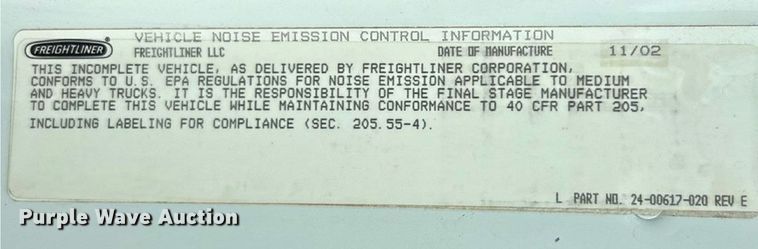 VEHICLE NOISE EMISSION CONTROL INFORMATION
FREIGHTLINER FREIGHTLINER LLC DATE OF MANUFACTURE 11/02
THIS INCOMPLETE VEHICLE, AS DELIVERED BY FREIGHTLINER CORPORATION,
CONFORMS TO U.S. EPA REGULATIONS FOR NOISE EMISSION APPLICABLE TO MEDIUM
AND HEAVY TRUCKS. IT IS THE RESPONSIBILITY OF THE FINAL STAGE MANUFACTURER
TO COMPLETE THIS VEHICLE WHILE MAINTAINING CONFORMANCE TO 40 CFR PART 205,
INCLUDING LABELING FOR COMPLIANCE (SEC. 205.55-4).
L PART NO. 24-00617-020 REV E
Purple Wave Auction